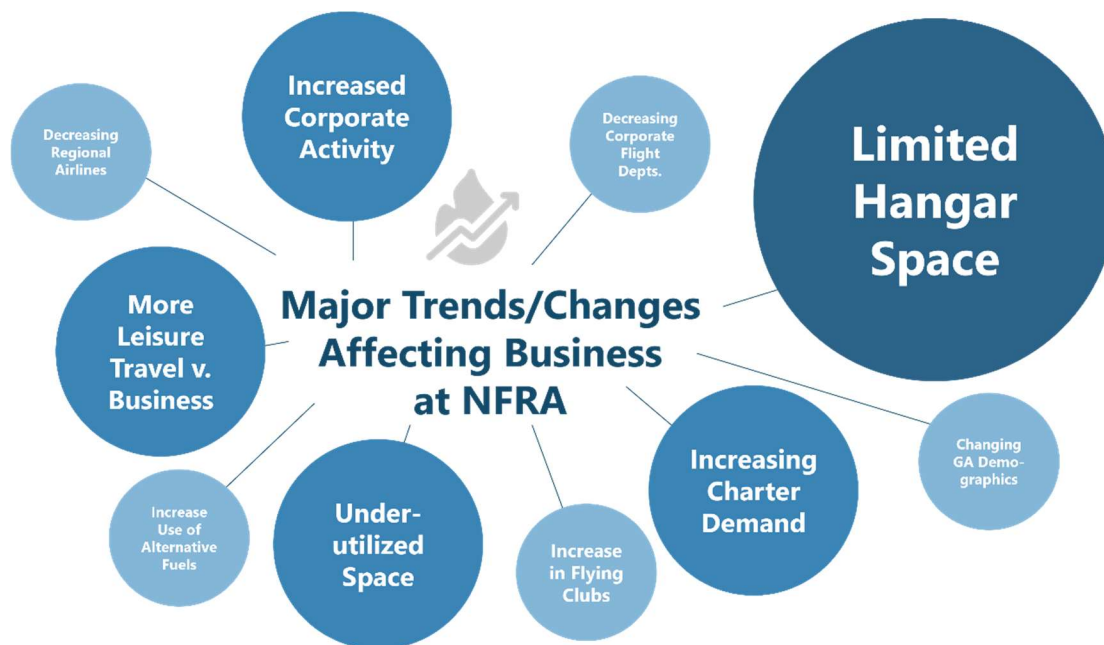 Increased
Corporate
Activity
Decreasing
Regional
Airlines
Decreasing
Corporate
Flight
Depts.
Limited
Hangar
Space
Major Trends/Changes
Affecting Business
at NFRA
More
Leisure
Travel v.
Business
Increasing
Charter
Demand
Changing
GA Demo-
graphics
Increase
Use of
Alternative
Fuels
Under-
utilized
Space
Increase
in Flying
Clubs